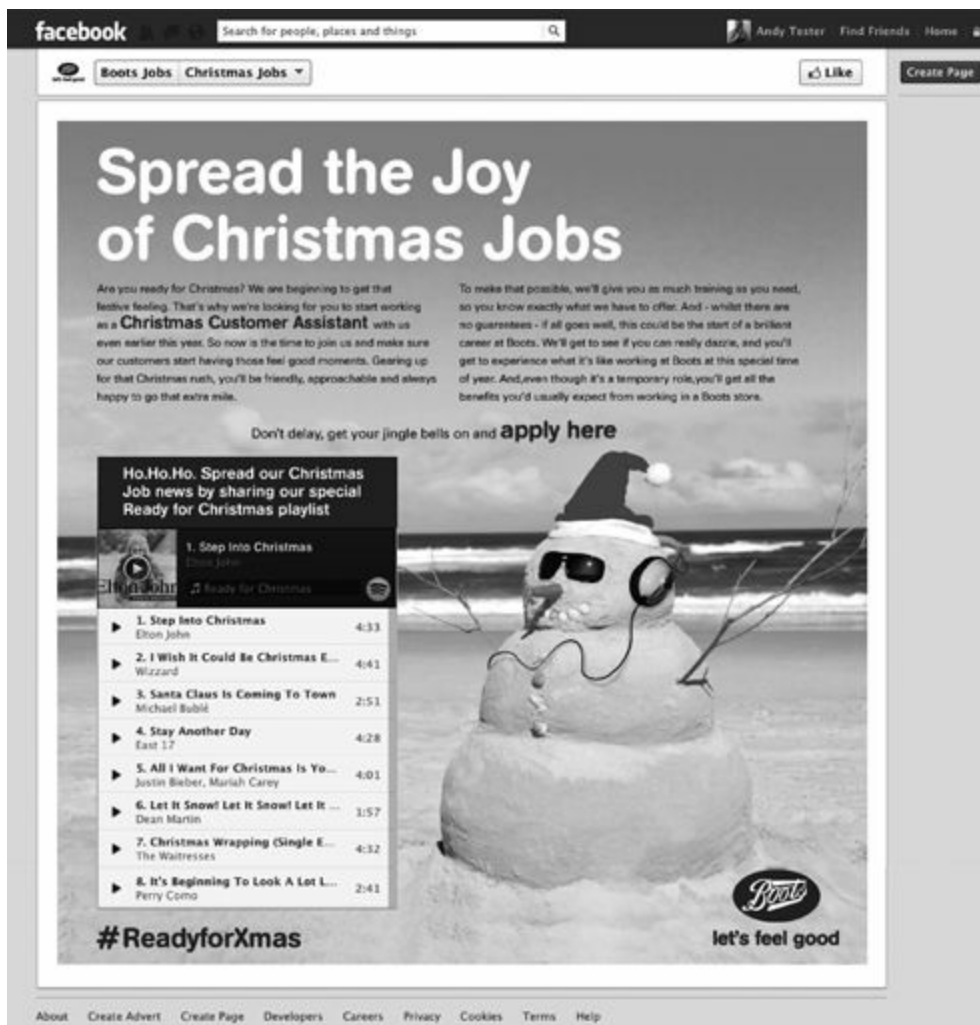 facebook
Search for people, places and things
Andy Tester Find Friends Home
Boots Jobs Christmas Jobs
Like
Create Page
Spread the Joy
of Christmas Jobs
Are you ready for Christmas? We are beginning to get that
festive feeling. That's why we're looking for you to start working
as a Christmas Customer Assistant with us
even earlier this year. So now is the time to join us and make sure
our customers start having those feel good moments. Gearing up
for that Christmas rush, you'll be friendly, approachable and always
happy to go that extra mile.
To make that possible, we'll give you as much training as you need,
so you know exactly what we have to offer. And - whilst there are
no guarentees - if all goes well, this could be the start of a brilliant
career at Boots. We'll get to see if you can really dazzle, and you'll
get to experience what it's like working at Boots at this special time
of year. And,even though it's a temporary role,you'll get all the
benefits you'd usually expect from working in a Boots store.
Don't delay, get your jingle bells on and apply here
Ho.Ho.Ho. Spread our Christmas
Job news by sharing our special
Ready for Christmas playlist
1. Step Into Christmas
Elton John
Elton John
Ready for Christmas
1. Step Into Christmas
Elton John
4:33
2. I Wish It Could Be Christmas E...
Wizzard
4:41
3. Santa Claus Is Coming To Town
Michael Bublé
2:51
4. Stay Another Day
East 17
4:28
5. All I Want For Christmas Is Yo...
Justin Bieber, Mariah Carey
4:01
6. Let It Snow! Let It Snow! Let It ...
Dean Martin
1:57
7. Christmas Wrapping (Single E...
The Waitresses
4:32
8. It's Beginning To Look A Lot L...
Perry Como
2:41
#ReadyforXmas
Boots
let's feel good
About Create Advert Create Page Developers Careers Privacy Cookies Terms Help